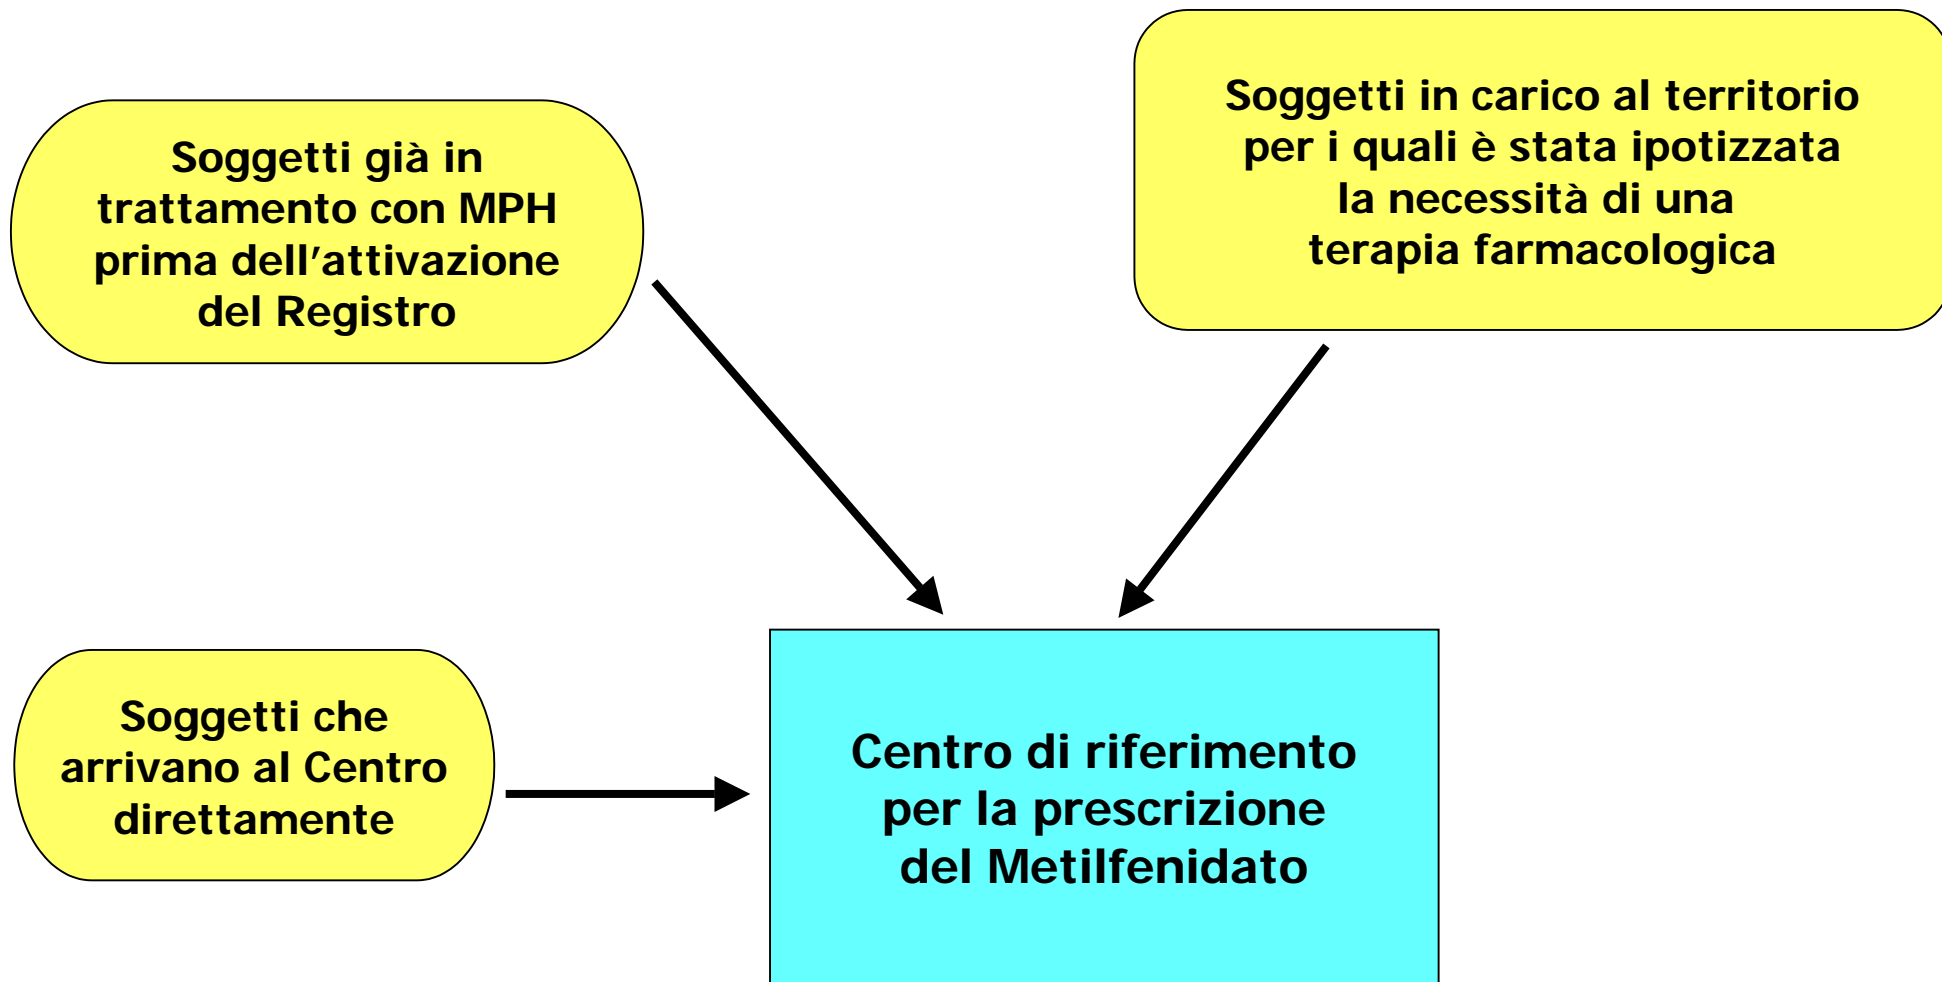 Soggetti già in
trattamento con MPH
prima dell’attivazione
del Registro
Soggetti in carico al territorio
per i quali è stata ipotizzata
la necessità di una
terapia farmacologica
Soggetti che
arrivano al Centro
direttamente
Centro di riferimento
per la prescrizione
del Metilfenidato